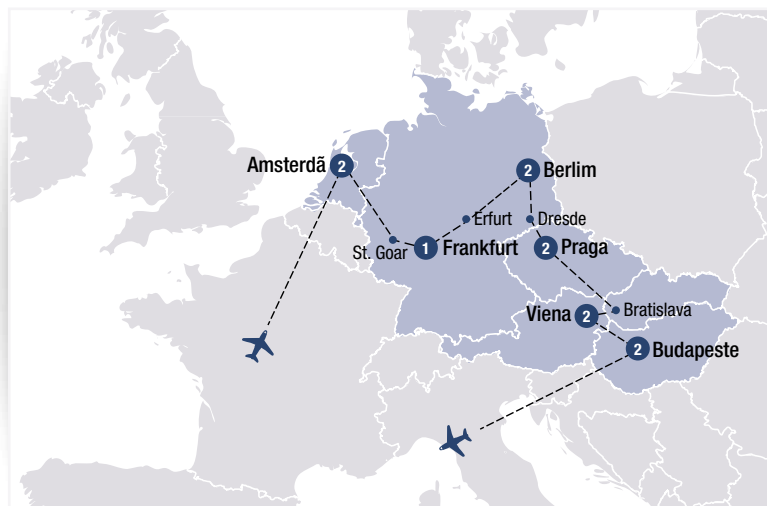 Amsterdã 2
2 Berlim
Erfurt
Dresde
St. Goar
1 Frankfurt
2 Praga
Viena 2
Bratislava
2 Budapeste